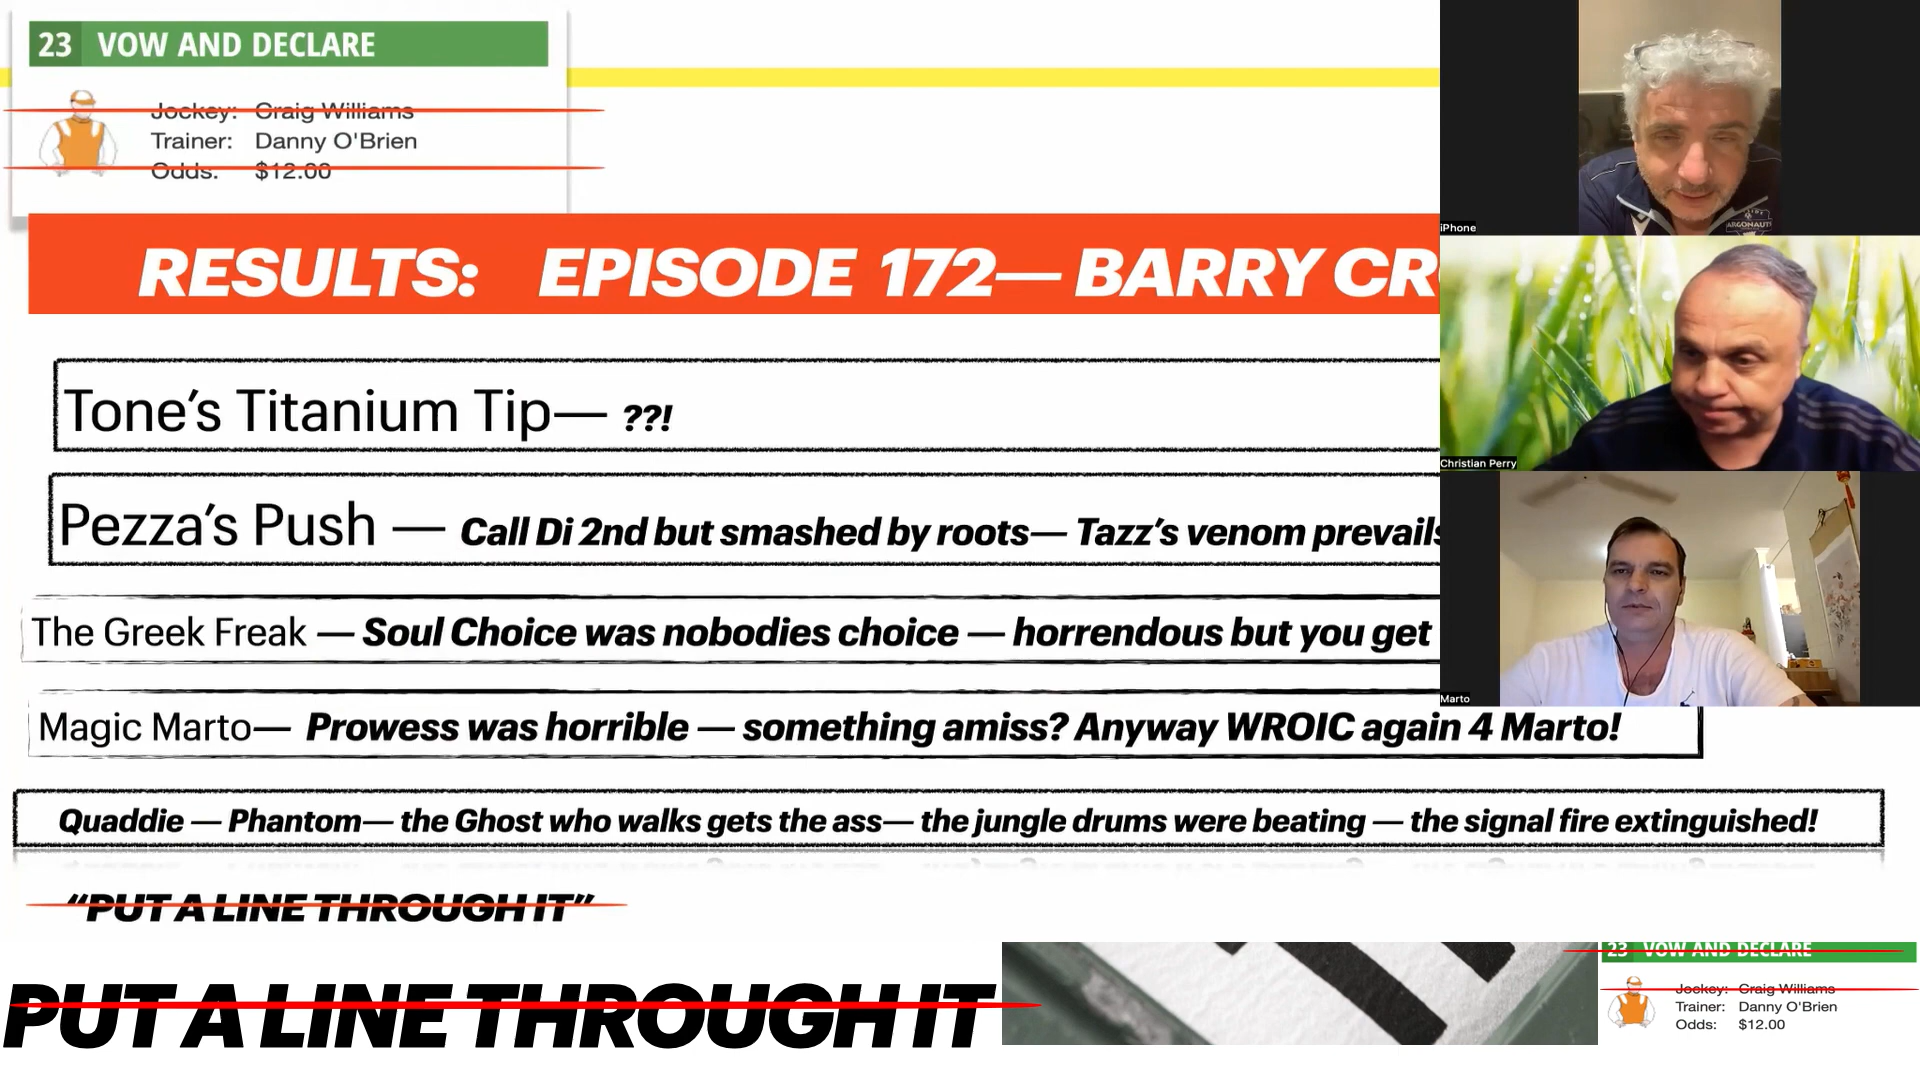 23 VOW AND DECLARE
Jockey: Craig Williams
Trainer: Danny O'Brien
Odds: $12.00
RESULTS: EPISODE 172— BARRY CR
Tone's Titanium Tip— ??!
Pezza's Push — Call Di 2nd but smashed by roots— Tazz's venom prevails
The Greek Freak — Soul Choice was nobodies choice — horrendous but you get
Magic Marto— Prowess was horrible — something amiss? Anyway WROIC again 4 Marto!
Quaddie — Phantom— the Ghost who walks gets the ass— the jungle drums were beating — the signal fire extinguished!
“PUT A LINE THROUGH IT”
PUT A LINE THROUGH IT
ARGONAUTS
iPhone
Christian Perry
Marto
23 VOW AND DECLARE
Jockey: Craig Williams
Trainer: Danny O'Brien
Odds: $12.00